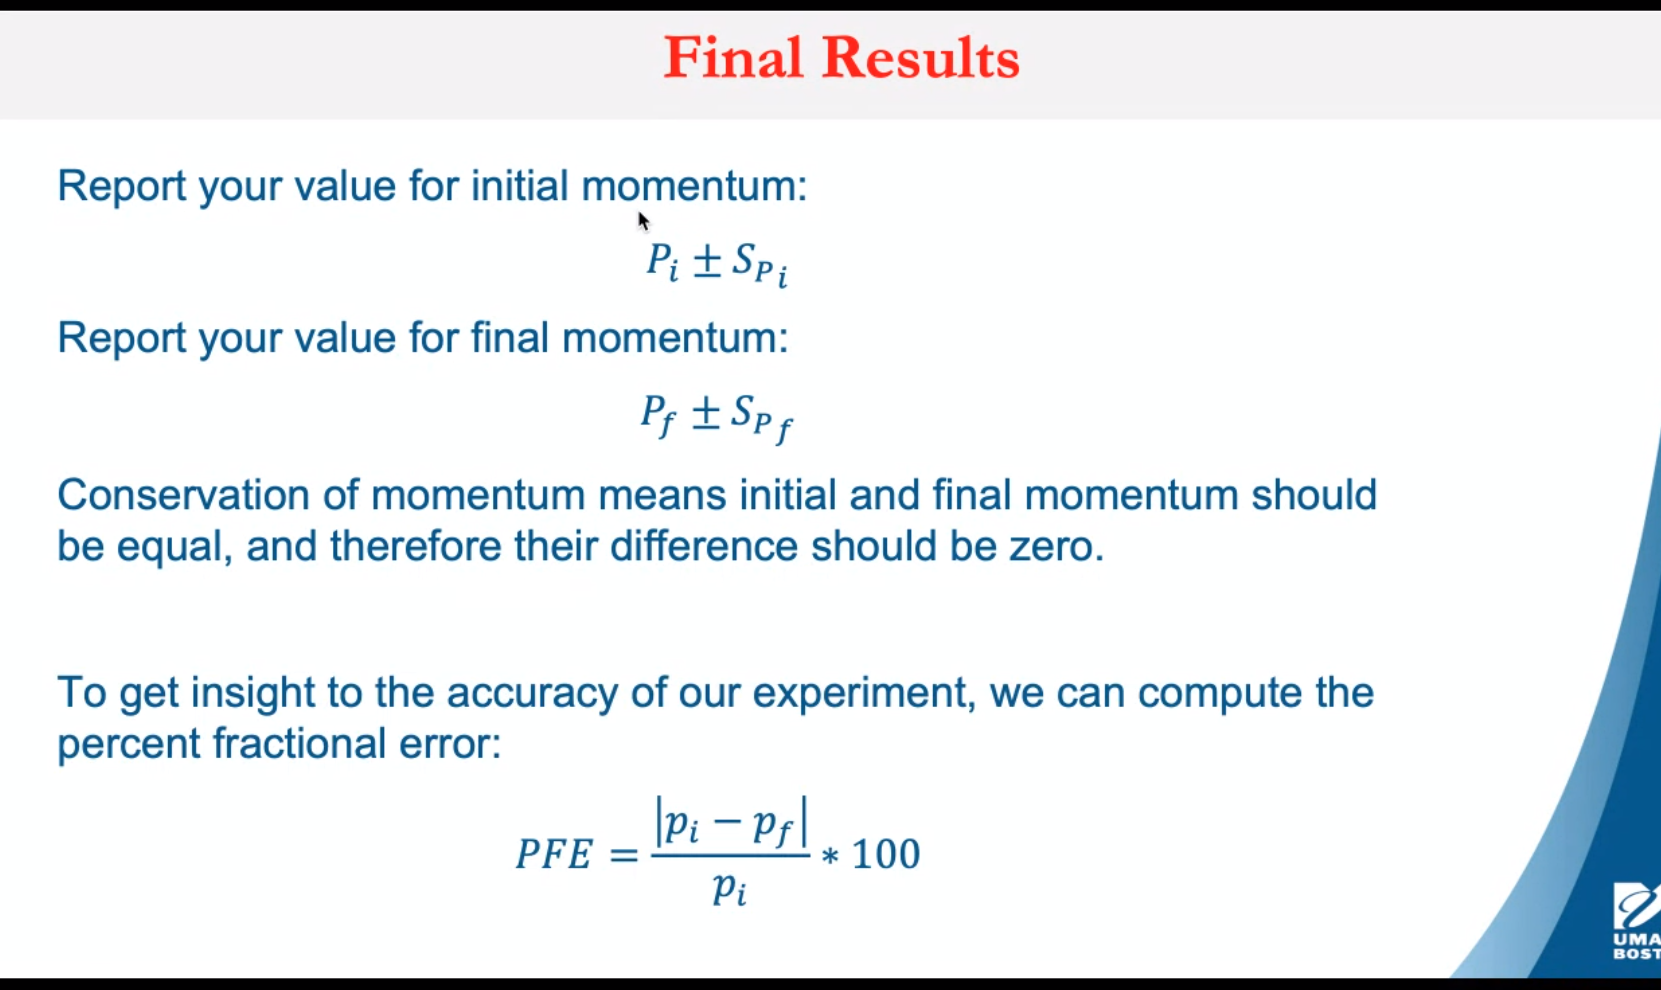 Final Results
Report your value for initial momentum:
P_i ± S_{P_i}
Report your value for final momentum:
P_f ± S_{P_f}
Conservation of momentum means initial and final momentum should
be equal, and therefore their difference should be zero.
To get insight to the accuracy of our experiment, we can compute the
percent fractional error:
PFE = |p_i − p_f| / p_i * 100
UMA
BOST